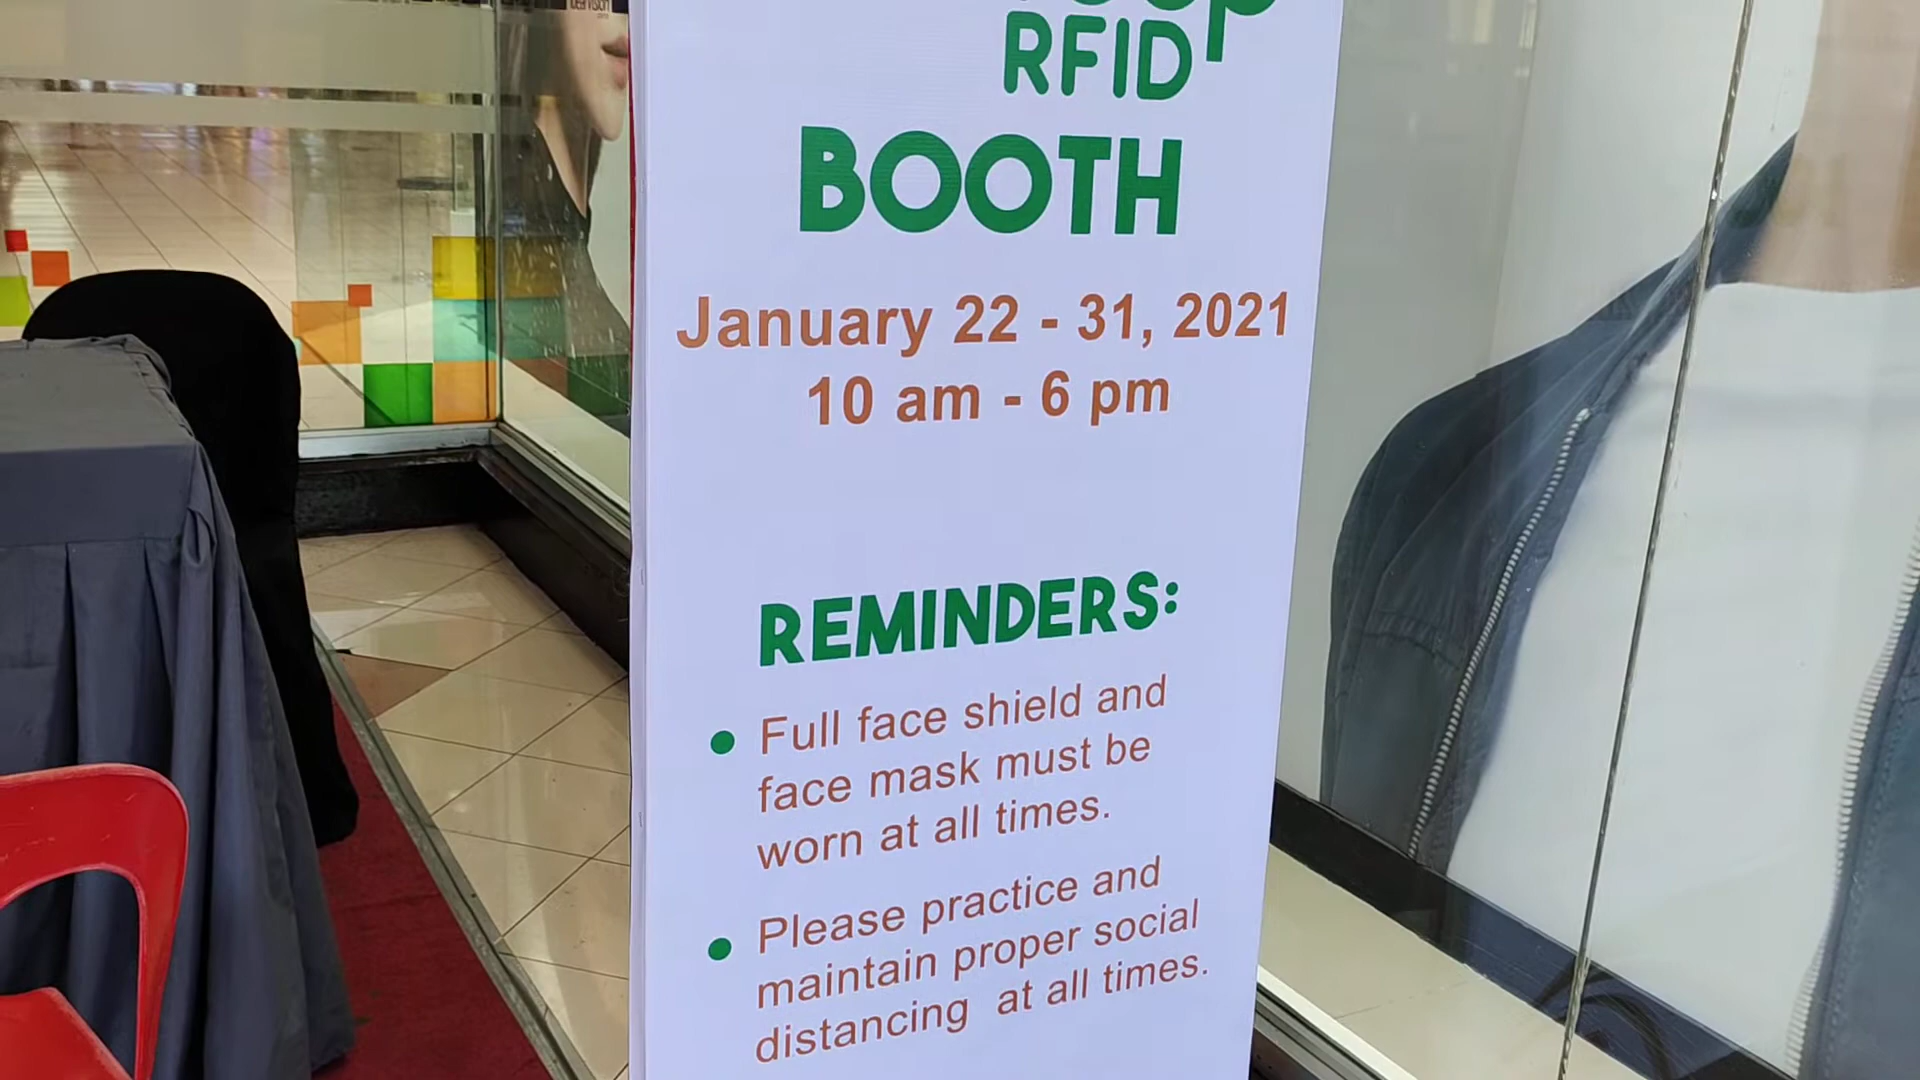 RFID
BOOTH
January 22 - 31, 2021
10 am - 6 pm
REMINDERS:
Full face shield and
face mask must be
worn at all times.
Please practice and
maintain proper social
distancing at all times.